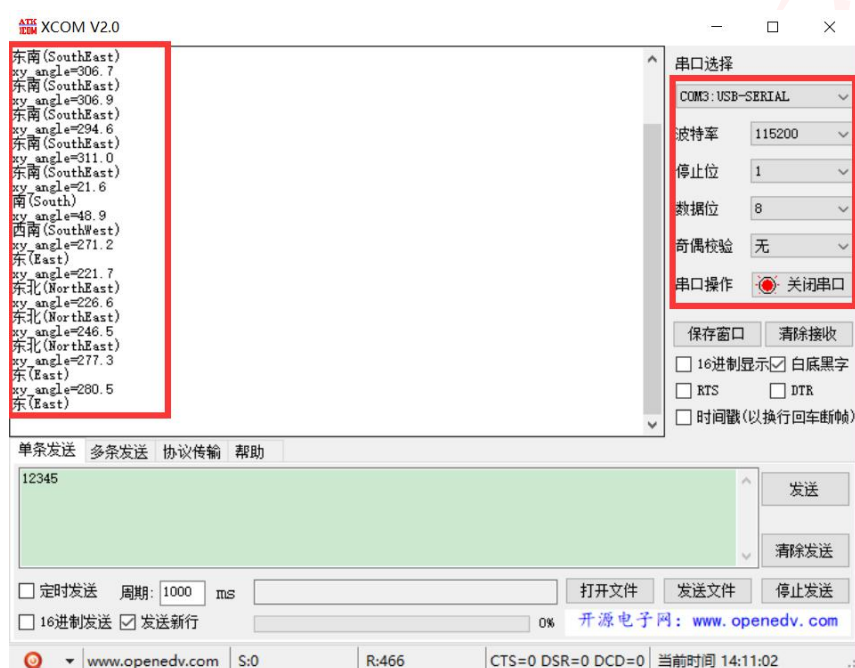 ATK XCOM XCOM V2.0
东南(SouthEast)
xy_angle=306.7
东南(SouthEast)
xy_angle=306.9
东南(SouthEast)
xy_angle=294.6
东南(SouthEast)
xy_angle=311.0
东南(SouthEast)
xy_angle=21.6
南(South)
xy_angle=48.9
西南(SouthWest)
xy_angle=271.2
东(East)
xy_angle=221.7
东北(NorthEast)
xy_angle=226.6
东北(NorthEast)
xy_angle=246.5
东北(NorthEast)
xy_angle=277.3
东(East)
xy_angle=280.5
东(East)
串口选择
COM3:USB-SERIAL
波特率 115200
停止位 1
数据位 8
奇偶校验 无
串口操作 关闭串口
保存窗口 清除接收
16进制显示 白底黑字
RTS DTR
时间戳(以换行回车断帧)
单条发送 多条发送 协议传输 帮助
12345
发送
清除发送
定时发送 周期: 1000 ms 打开文件 发送文件 停止发送
16进制发送 发送新行 0% 开源电子网: www.openedv.com
www.openedv.com S:0 R:466 CTS=0 DSR=0 DCD=0 当前时间 14:11:02